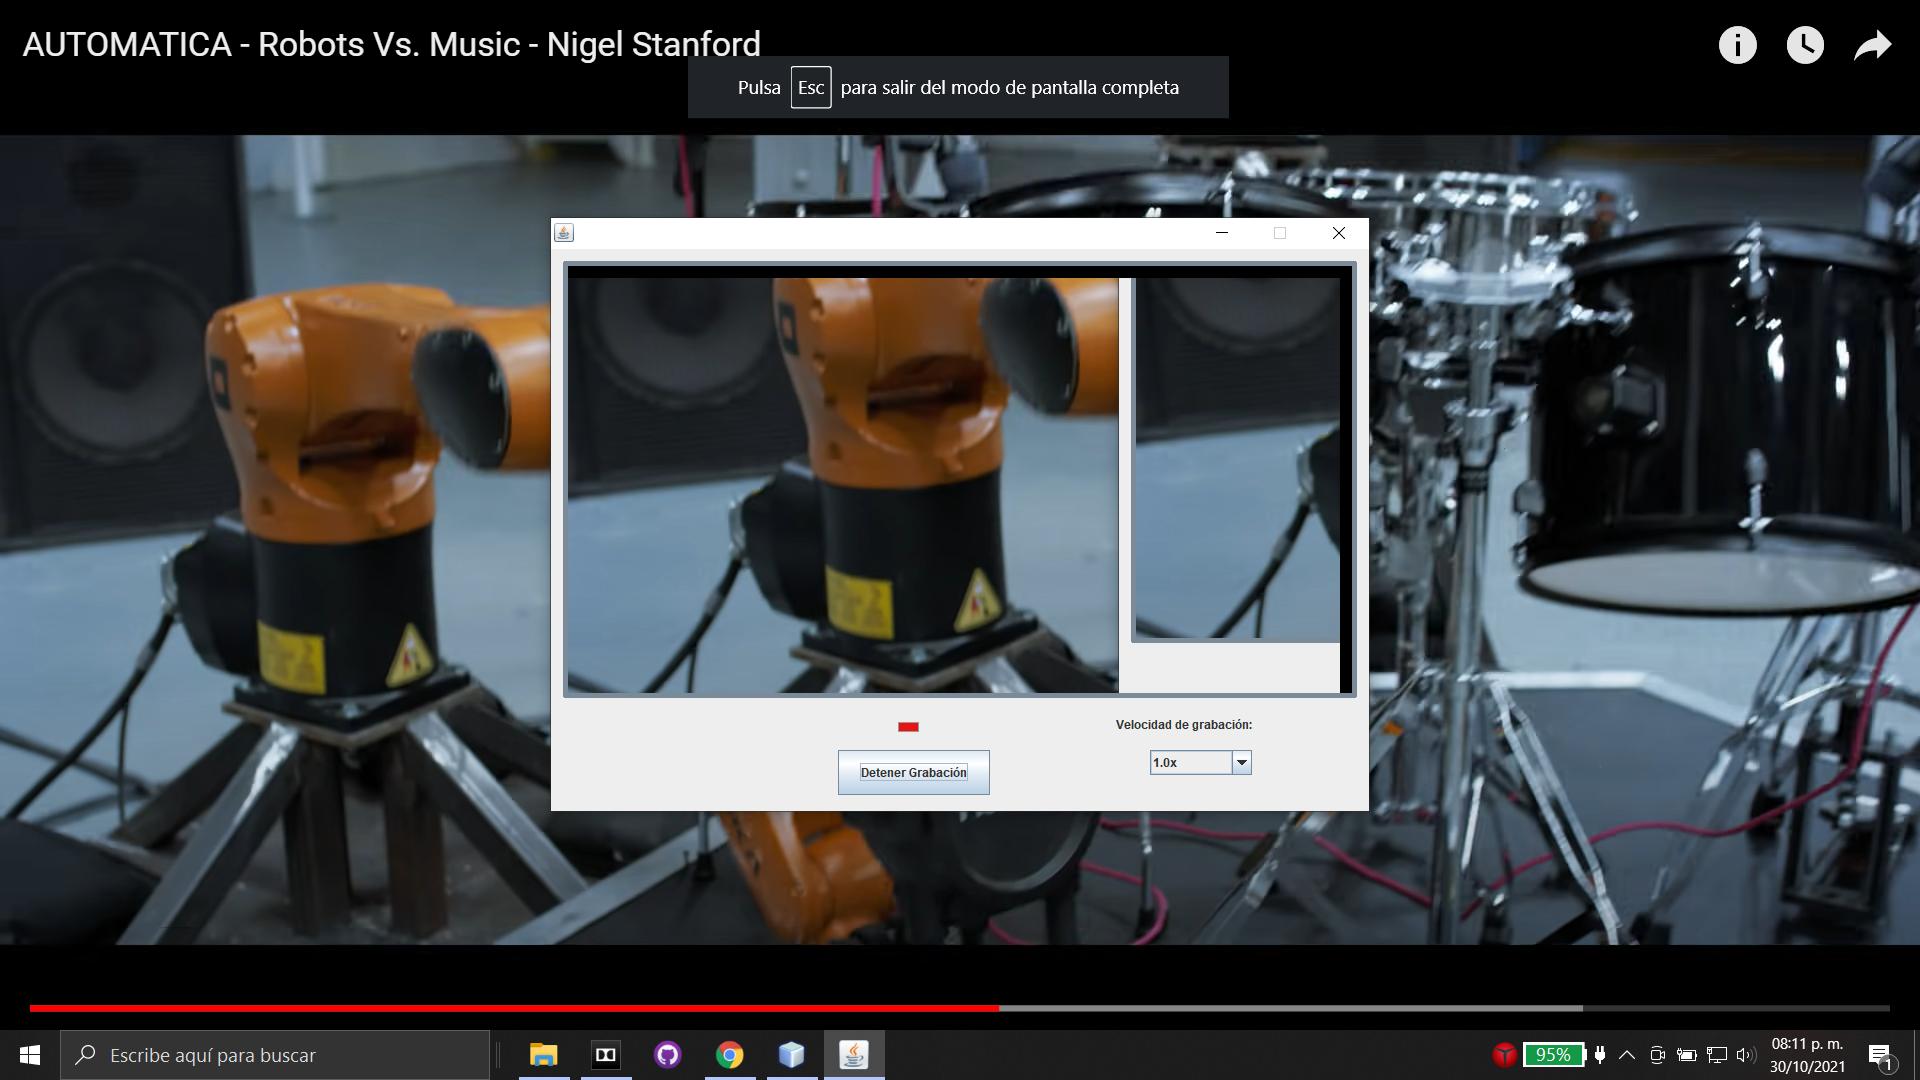 AUTOMATICA - Robots Vs. Music - Nigel Stanford
Pulsa Esc para salir del modo de pantalla completa
Velocidad de grabación:
1.0x
Detener Grabación
Escribe aquí para buscar
95%
08:11 p. m.
30/10/2021
1